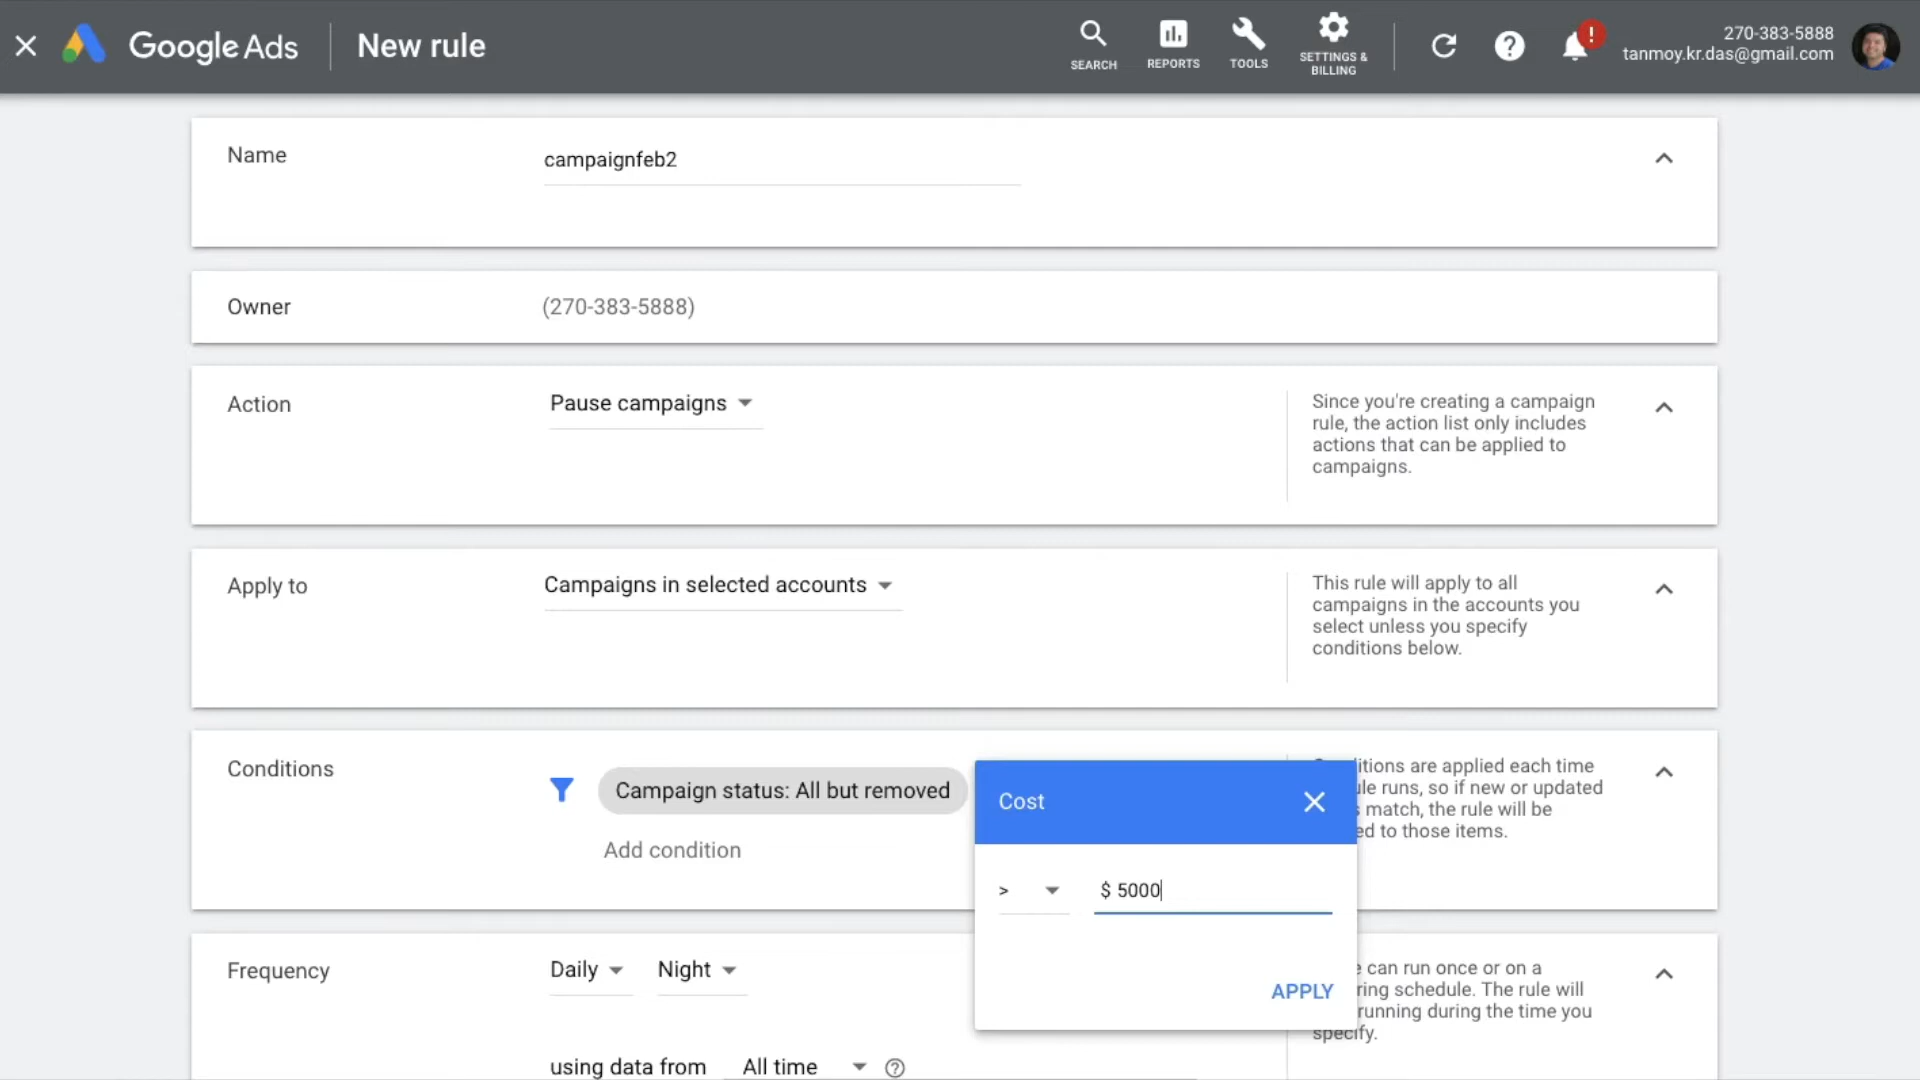 Google Ads
New rule
SEARCH
REPORTS
TOOLS
SETTINGS &
BILLING
!
270-383-5888
tanmoy.kr.das@gmail.com
Name
campaignfeb2
Owner
(270-383-5888)
Action
Pause campaigns
Since you're creating a campaign
rule, the action list only includes
actions that can be applied to
campaigns.
Apply to
Campaigns in selected accounts
This rule will apply to all
campaigns in the accounts you
select unless you specify
conditions below.
Conditions
Campaign status: All but removed
Add condition
Cost
> $ 5000
APPLY
are applied each time
runs, so if new or updated
match, the rule will be
to those items.
Frequency
Daily
Night
can run once or on a
schedule. The rule will
running during the time you
specify.
using data from All time